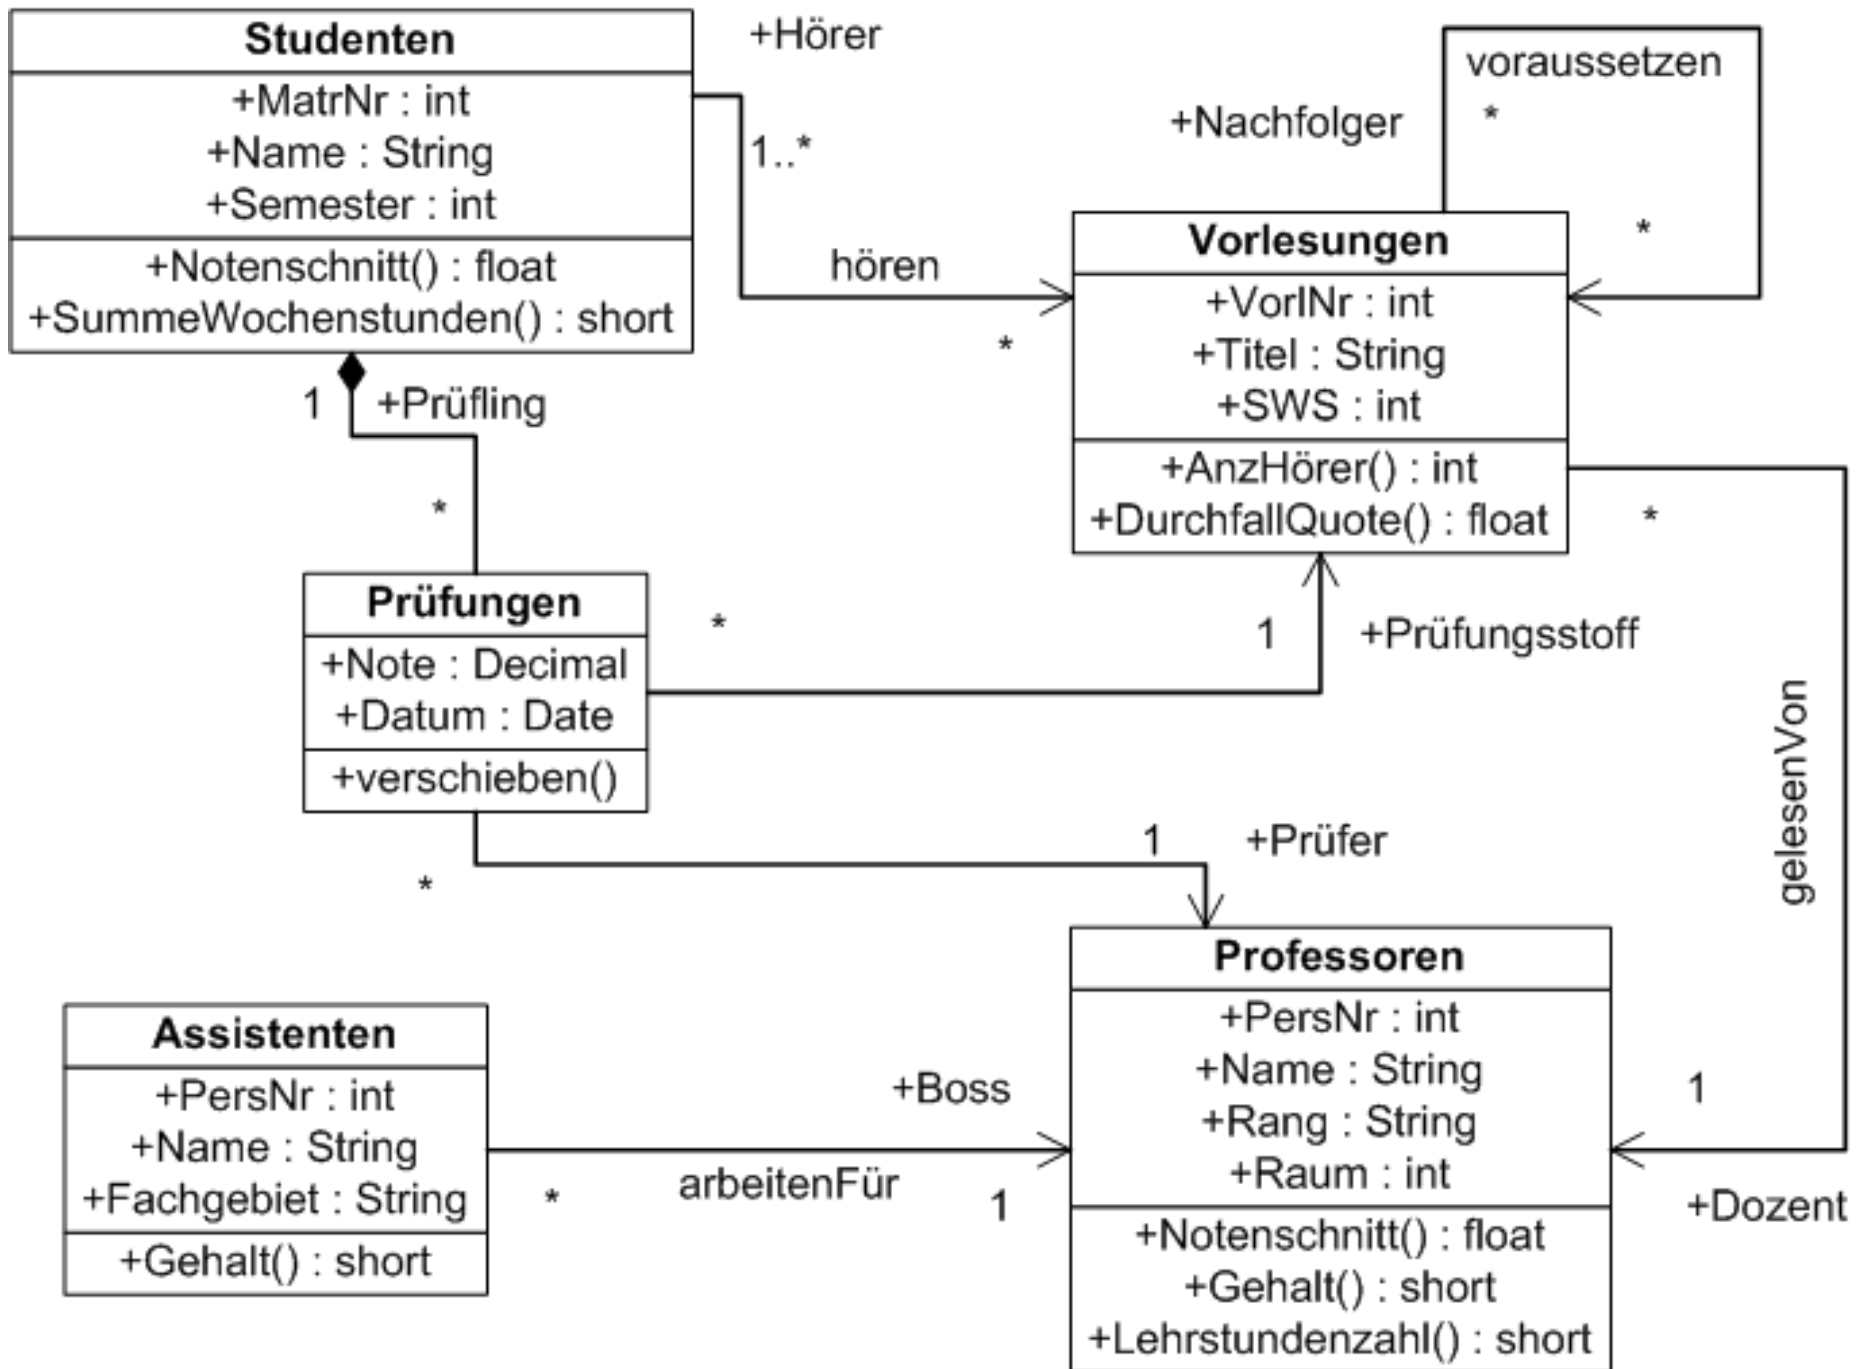 Studenten
+MatrNr : int
+Name : String
+Semester : int
+Notenschnitt() : float
+SummeWochenstunden() : short
+Hörer
1..*
hören
*
voraussetzen
+Nachfolger
*
*
Vorlesungen
+VorlNr : int
+Titel : String
+SWS : int
+AnzHörer() : int
+DurchfallQuote() : float
1
+Prüfling
*
Prüfungen
+Note : Decimal
+Datum : Date
+verschieben()
*
1
+Prüfungsstoff
*
gelesenVon
*
1
+Prüfer
Assistenten
+PersNr : int
+Name : String
+Fachgebiet : String
+Gehalt() : short
*
arbeitenFür
+Boss
1
Professoren
+PersNr : int
+Name : String
+Rang : String
+Raum : int
+Notenschnitt() : float
+Gehalt() : short
+Lehrstundenzahl() : short
1
+Dozent